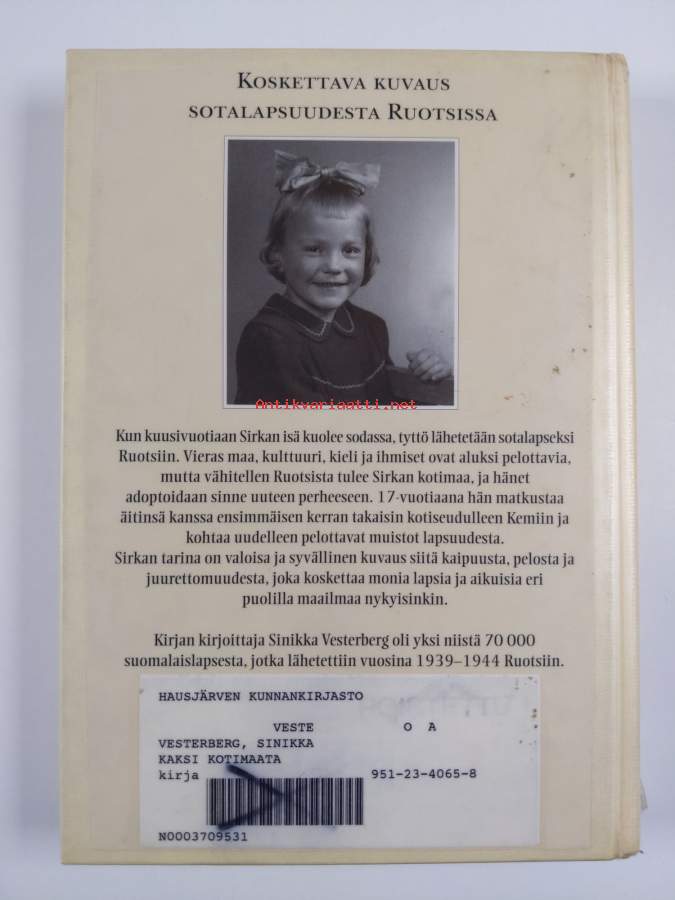 KOSKETTAVA KUVAUS
SOTALAPSUUDESTA RUOTSISSA
Antikvariaatti.net
Kun kuusivuotiaan Sirkan isä kuolee sodassa, tyttö lähetetään sotalapseksi
Ruotsiin. Vieras maa, kulttuuri, kieli ja ihmiset ovat aluksi pelottavia,
mutta vähitellen Ruotsista tulee Sirkan kotimaa, ja hänet
adoptoidaan sinne uuteen perheeseen. 17-vuotiaana hän matkustaa
äitinsä kanssa ensimmäisen kerran takaisin kotiseudulleen Kemiin ja
kohtaa uudelleen pelottavat muistot lapsuudesta.
Sirkan tarina on valoisa ja syvällinen kuvaus siitä kaipuusta, pelosta ja
juurettomuudesta, joka koskettaa monia lapsia ja aikuisia eri
puolilla maailmaa nykyisinkin.
Kirjan kirjoittaja Sinikka Vesterberg oli yksi niistä 70 000
suomalaislapsesta, jotka lähetettiin vuosina 1939–1944 Ruotsiin.
HAUSJÄRVEN KUNNANKIRJASTO
VESTE O A
VESTERBERG, SINIKKA
KAKSI KOTIMAATA
kirja 951-23-4065-8
N0003709531